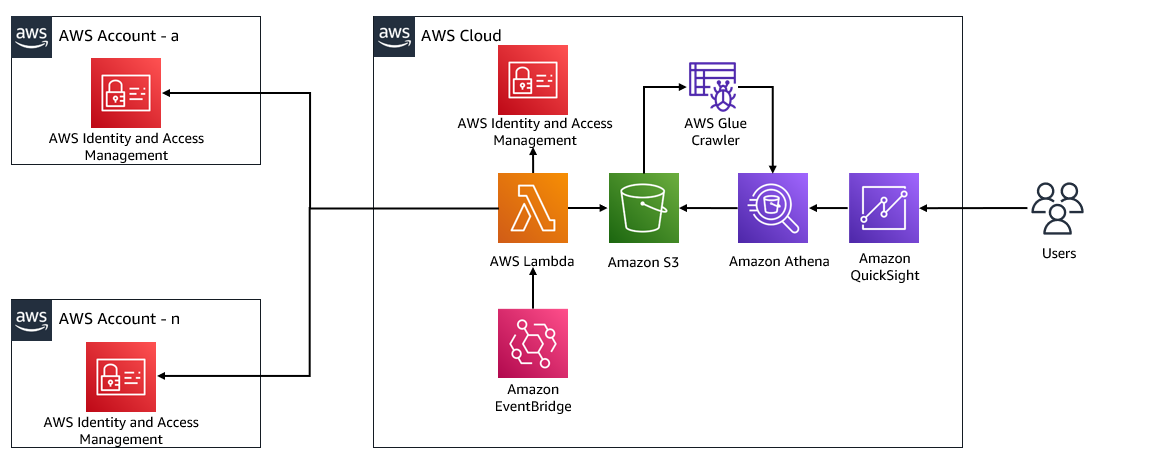 aws
AWS Account - a
AWS Identity and Access
Management
aws
AWS Account - n
AWS Identity and Access
Management
aws
AWS Cloud
AWS Identity and Access
Management
AWS Glue
Crawler
AWS Lambda
Amazon S3
Amazon Athena
Amazon
QuickSight
Users
Amazon
EventBridge